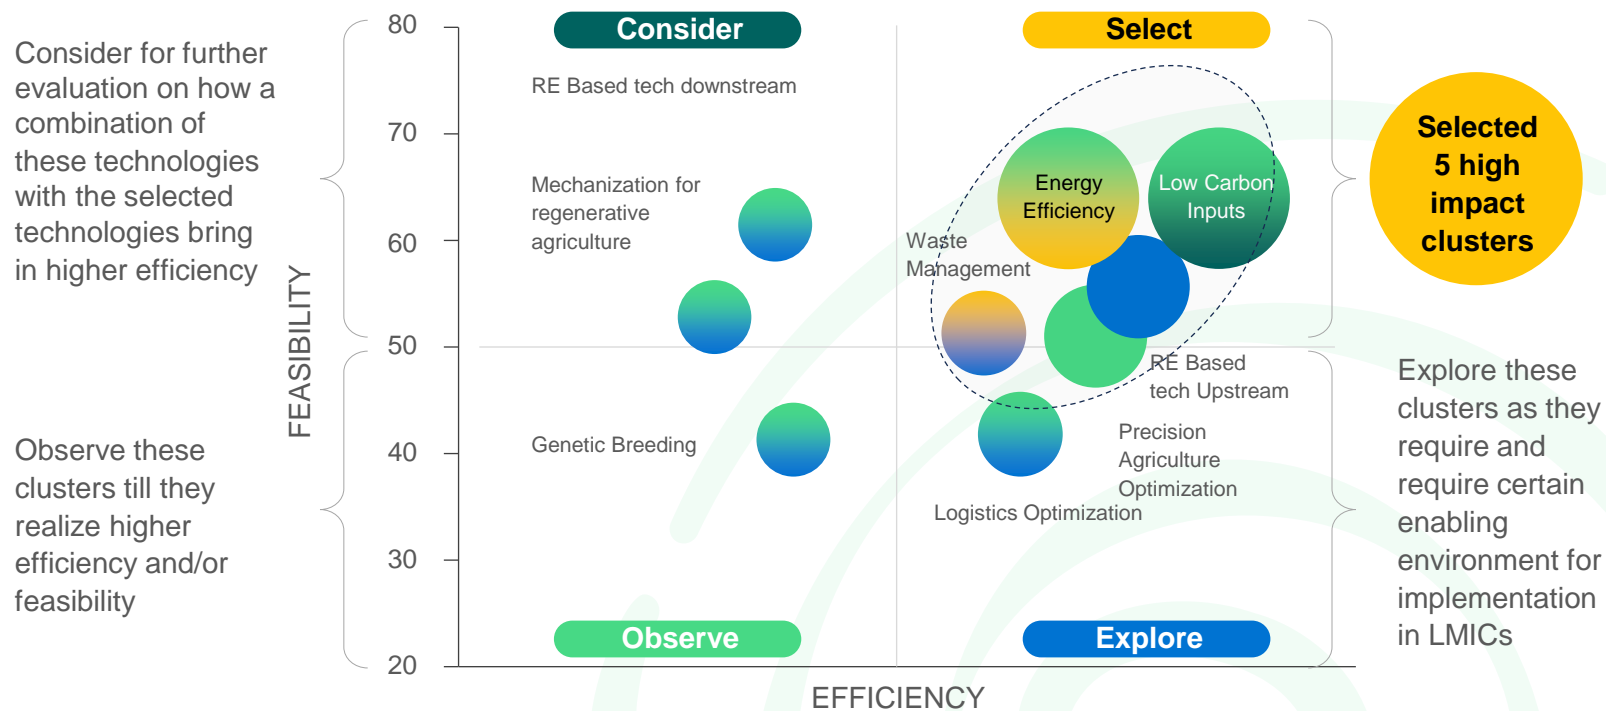 Consider for further
evaluation on how a
combination of
these technologies
with the selected
technologies bring
in higher efficiency
Observe these
clusters till they
realize higher
efficiency and/or
feasibility
FEASIBILITY
80
70
60
50
40
30
20
Consider
RE Based tech downstream
Mechanization for
regenerative
agriculture
Genetic Breeding
Observe
Select
Energy
Efficiency
Low Carbon
Inputs
Waste
Management
RE Based
tech Upstream
Precision
Agriculture
Optimization
Logistics Optimization
Explore
EFFICIENCY
Selected
5 high
impact
clusters
Explore these
clusters as they
require and
require certain
enabling
environment for
implementation
in LMICs